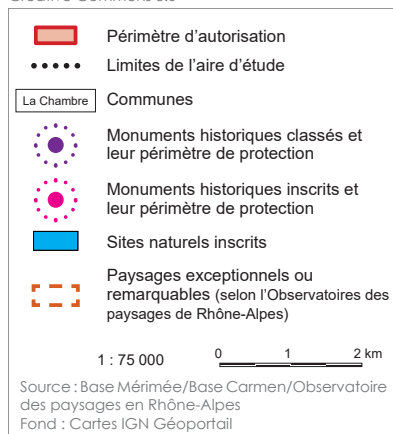 Périmètre d'autorisation
Limites de l'aire d'étude
La Chambre
Communes
Monuments historiques classés et
leur périmètre de protection
Monuments historiques inscrits et
leur périmètre de protection
Sites naturels inscrits
Paysages exceptionnels ou
remarquables (selon l'Observatoires des
paysages de Rhône-Alpes)
1 : 75 000
0 1 2 km
Source : Base Mérimée/Base Carmen/Observatoire
des paysages en Rhône-Alpes
Fond : Cartes IGN Géoportail